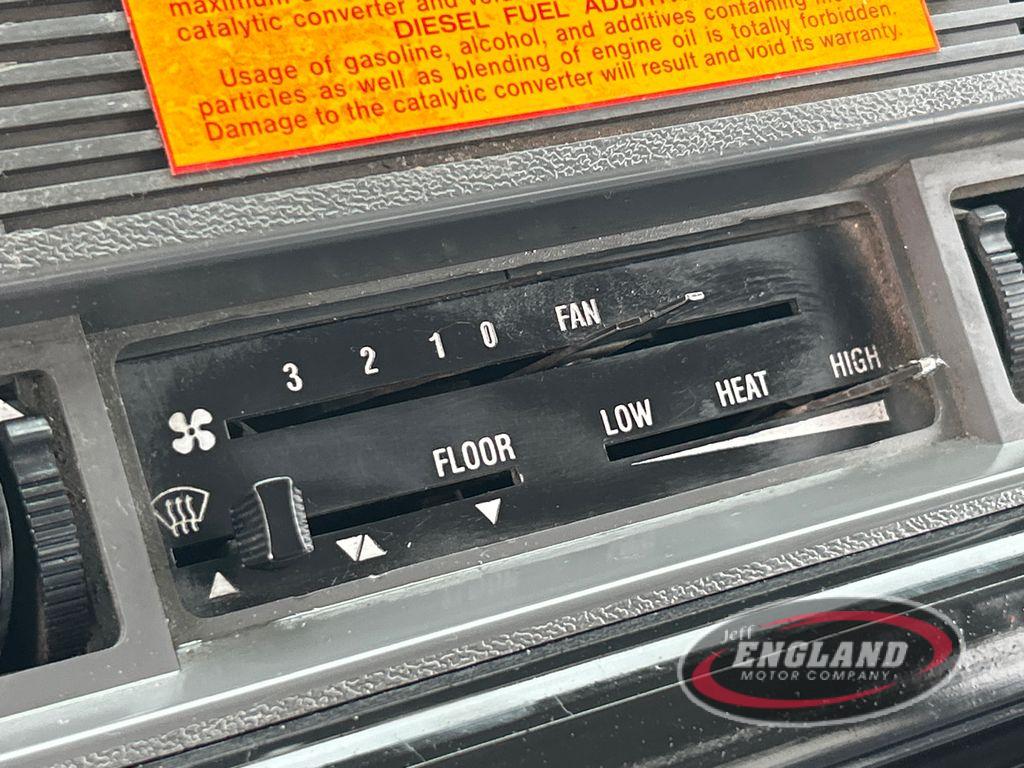 maximum
catalytic converter and
DIESEL FUEL
Usage of gasoline, alcohol, and additives containing
particles as well as blending of engine oil is totally forbidden.
Damage to the catalytic converter will result and void its warranty.
3 2 1 0 FAN
LOW HEAT HIGH
FLOOR
Jeff
ENGLAND
MOTOR COMPANY